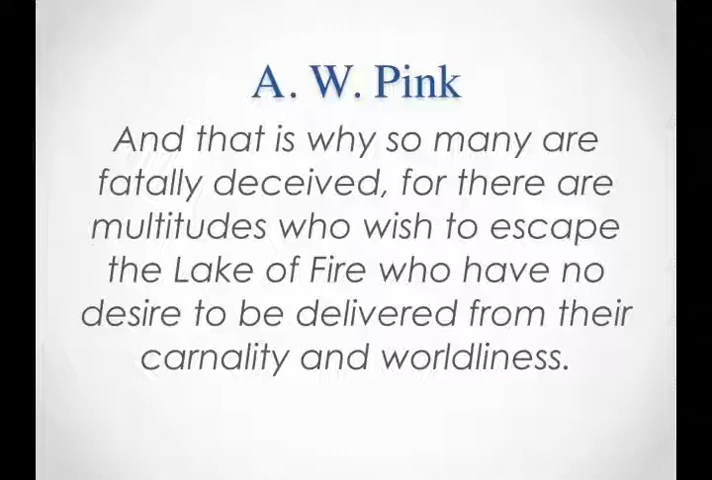 A. W. Pink
And that is why so many are
fatally deceived, for there are
multitudes who wish to escape
the Lake of Fire who have no
desire to be delivered from their
carnality and worldliness.